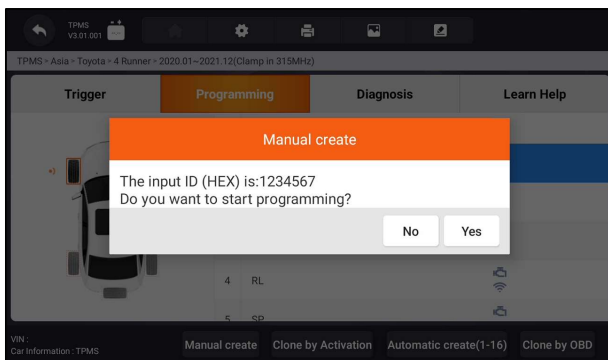 TPMS
V3.01.001
TPMS > Asia > Toyota > 4 Runner > 2020.01~2021.12(Clamp in 315MHz)
Trigger Programming Diagnosis Learn Help
Manual create
The input ID (HEX) is:1234567
Do you want to start programming?
No Yes
4 RL
5 SP
VIN :
Car Information : TPMS
Manual create Clone by Activation Automatic create(1-16) Clone by OBD